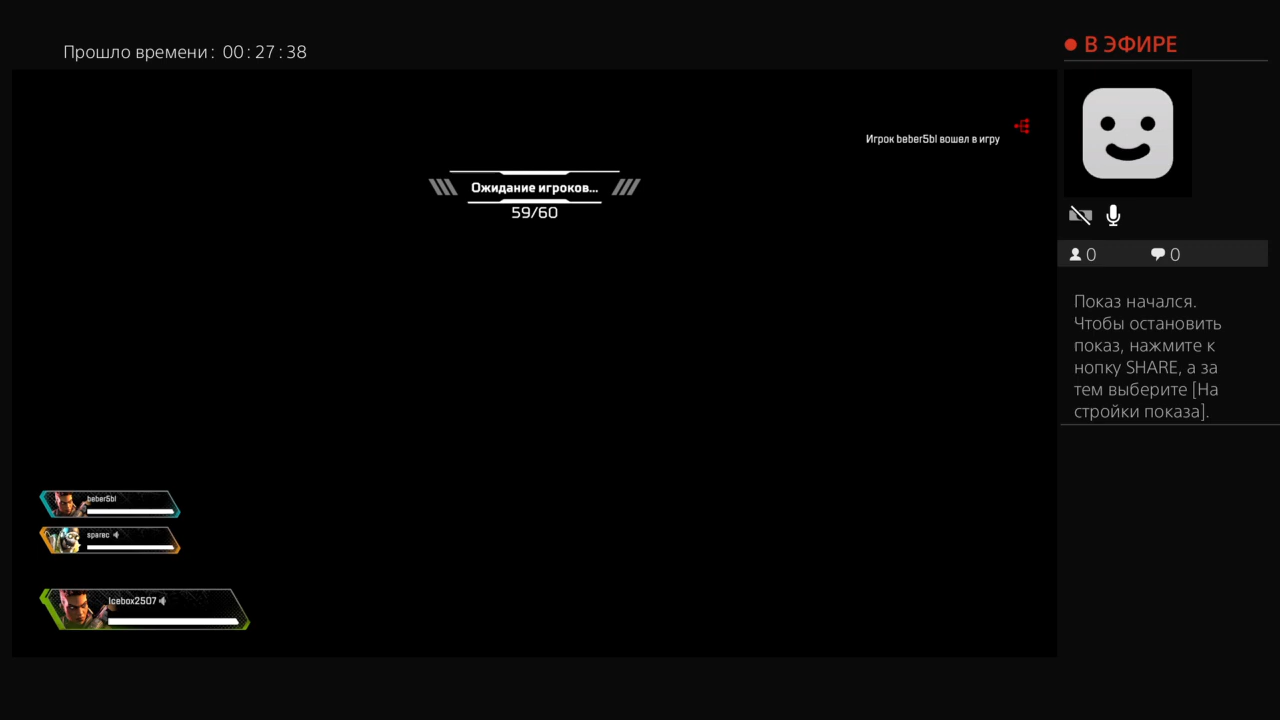 Прошло времени: 00:27:38
В ЭФИРЕ
Игрок beber5bl вошел в игру
Ожидание игроков...
59/60
0 0
Показ начался.
Чтобы остановить
показ, нажмите к
нопку SHARE, а за
тем выберите [На
стройки показа].
beber5bl
sparec
Icebox2507